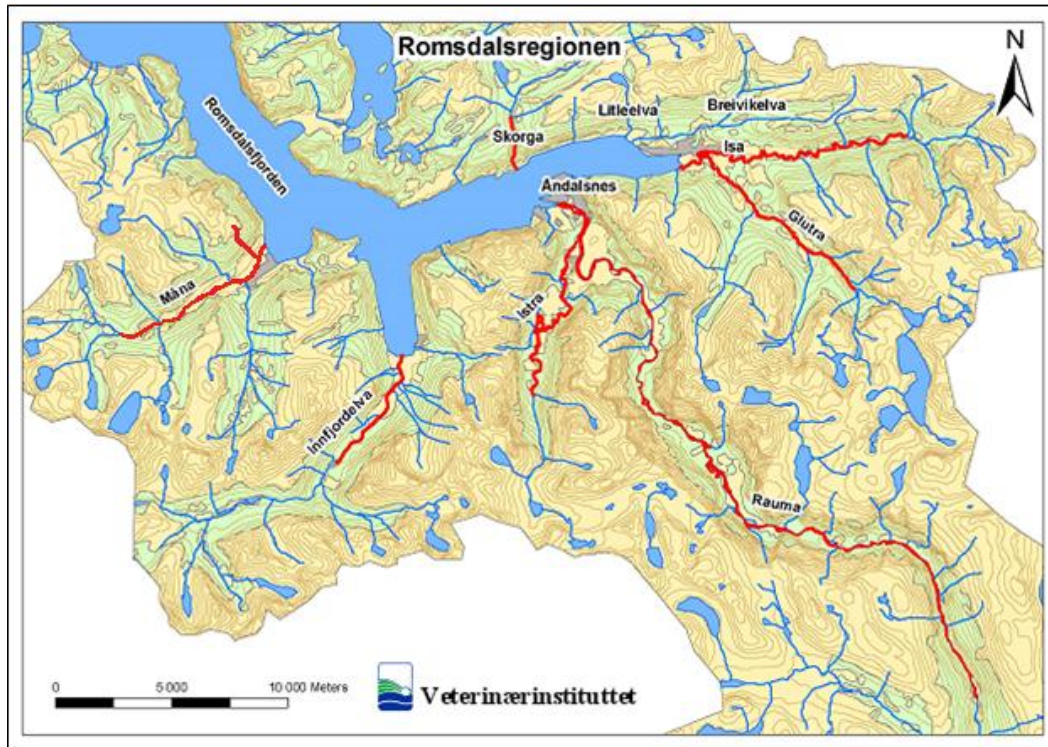 Romsdalsregionen
N
Romsdalsfjorden
Skorga
Litleelva
Breivikelva
Isa
Åndalsnes
Glutra
Måna
Istra
Innfjordelva
Rauma
0
5 000
10 000 Meters
Veterinærinstituttet